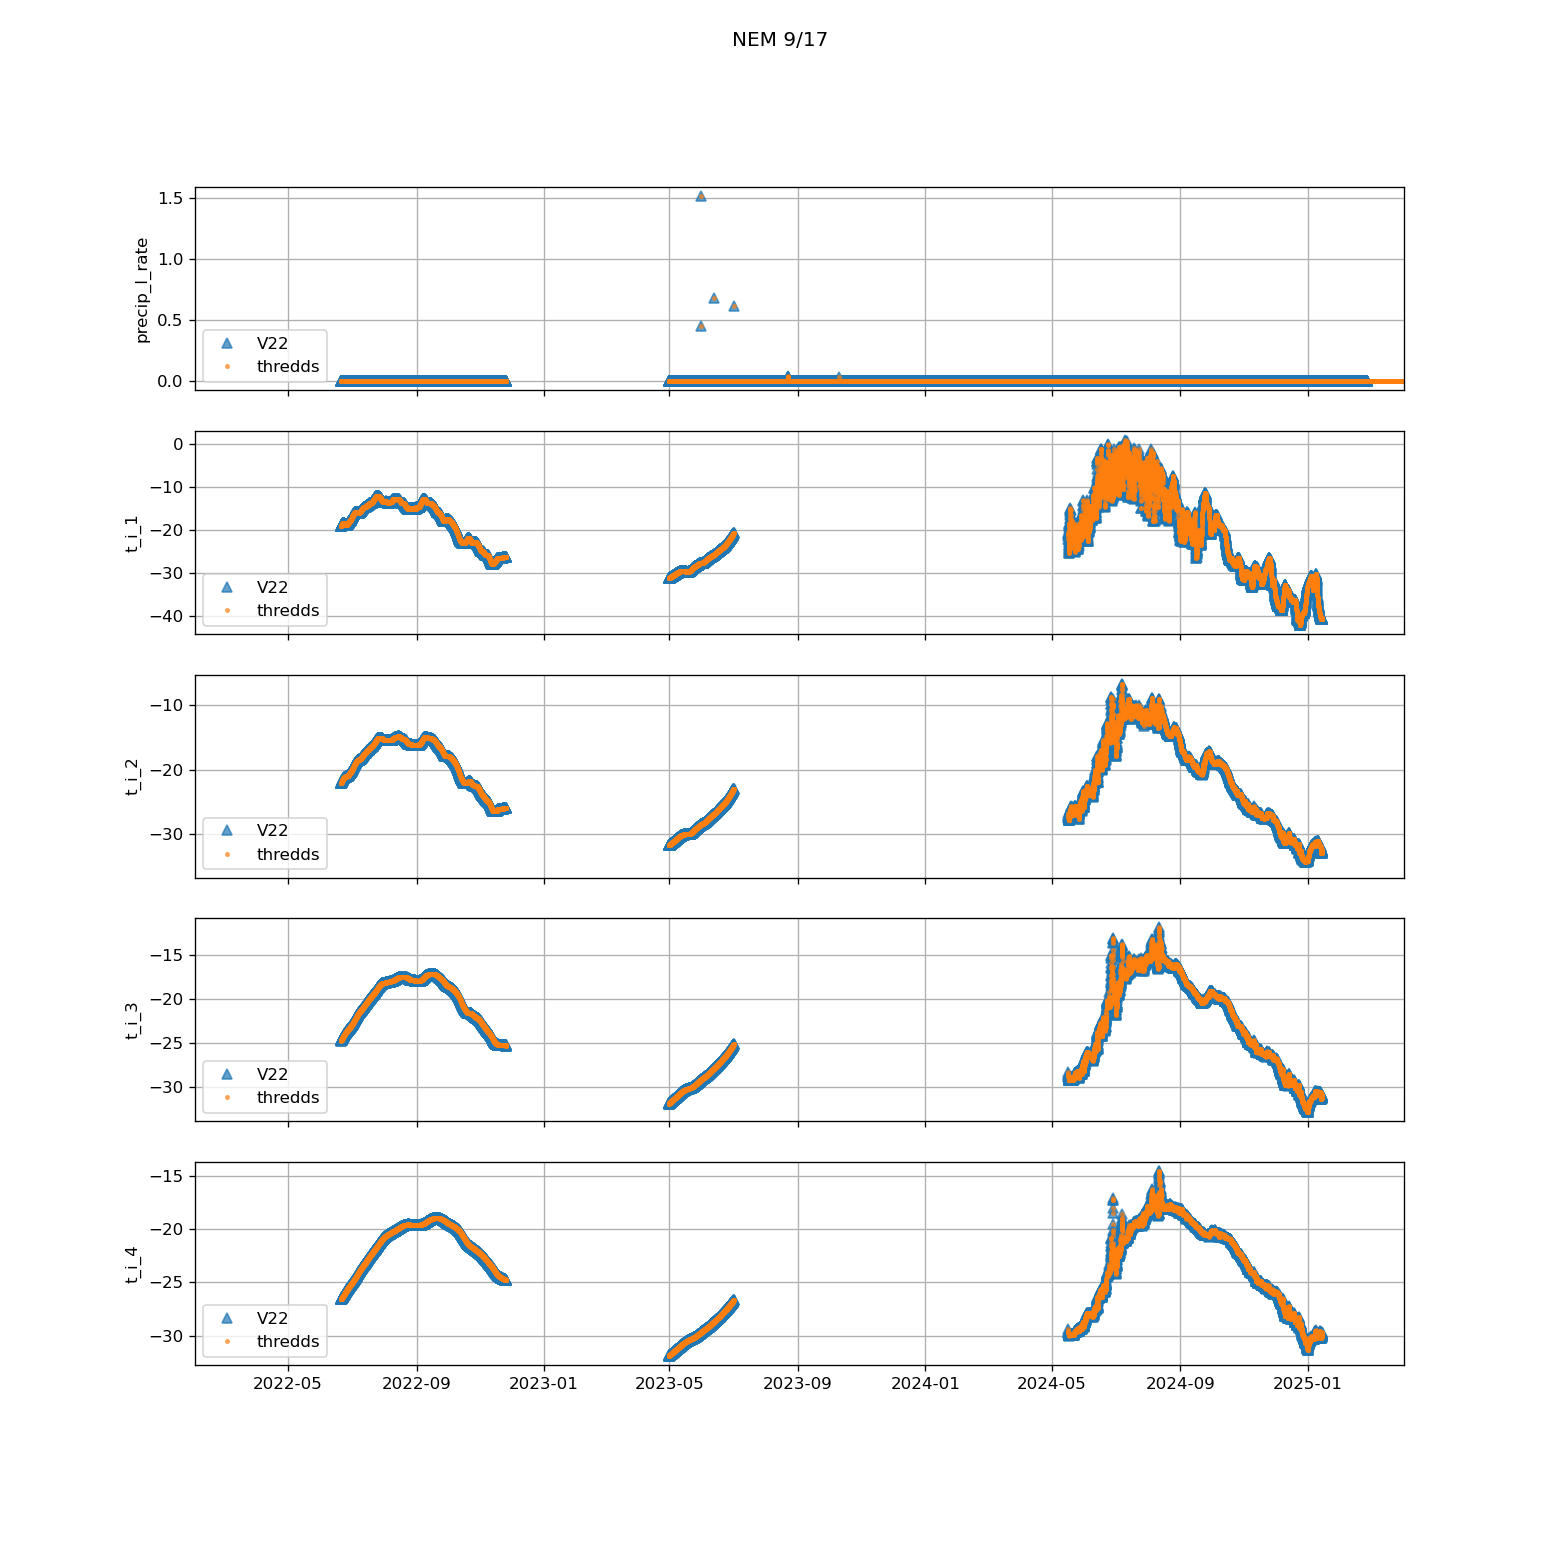 NEM 9/17
precip_l_rate
1.5
1.0
0.5
0.0
V22
thredds
t_i_1
0
−10
−20
−30
−40
V22
thredds
t_i_2
−10
−20
−30
V22
thredds
t_i_3
−15
−20
−25
−30
V22
thredds
t_i_4
−15
−20
−25
−30
V22
thredds
2022-05
2022-09
2023-01
2023-05
2023-09
2024-01
2024-05
2024-09
2025-01